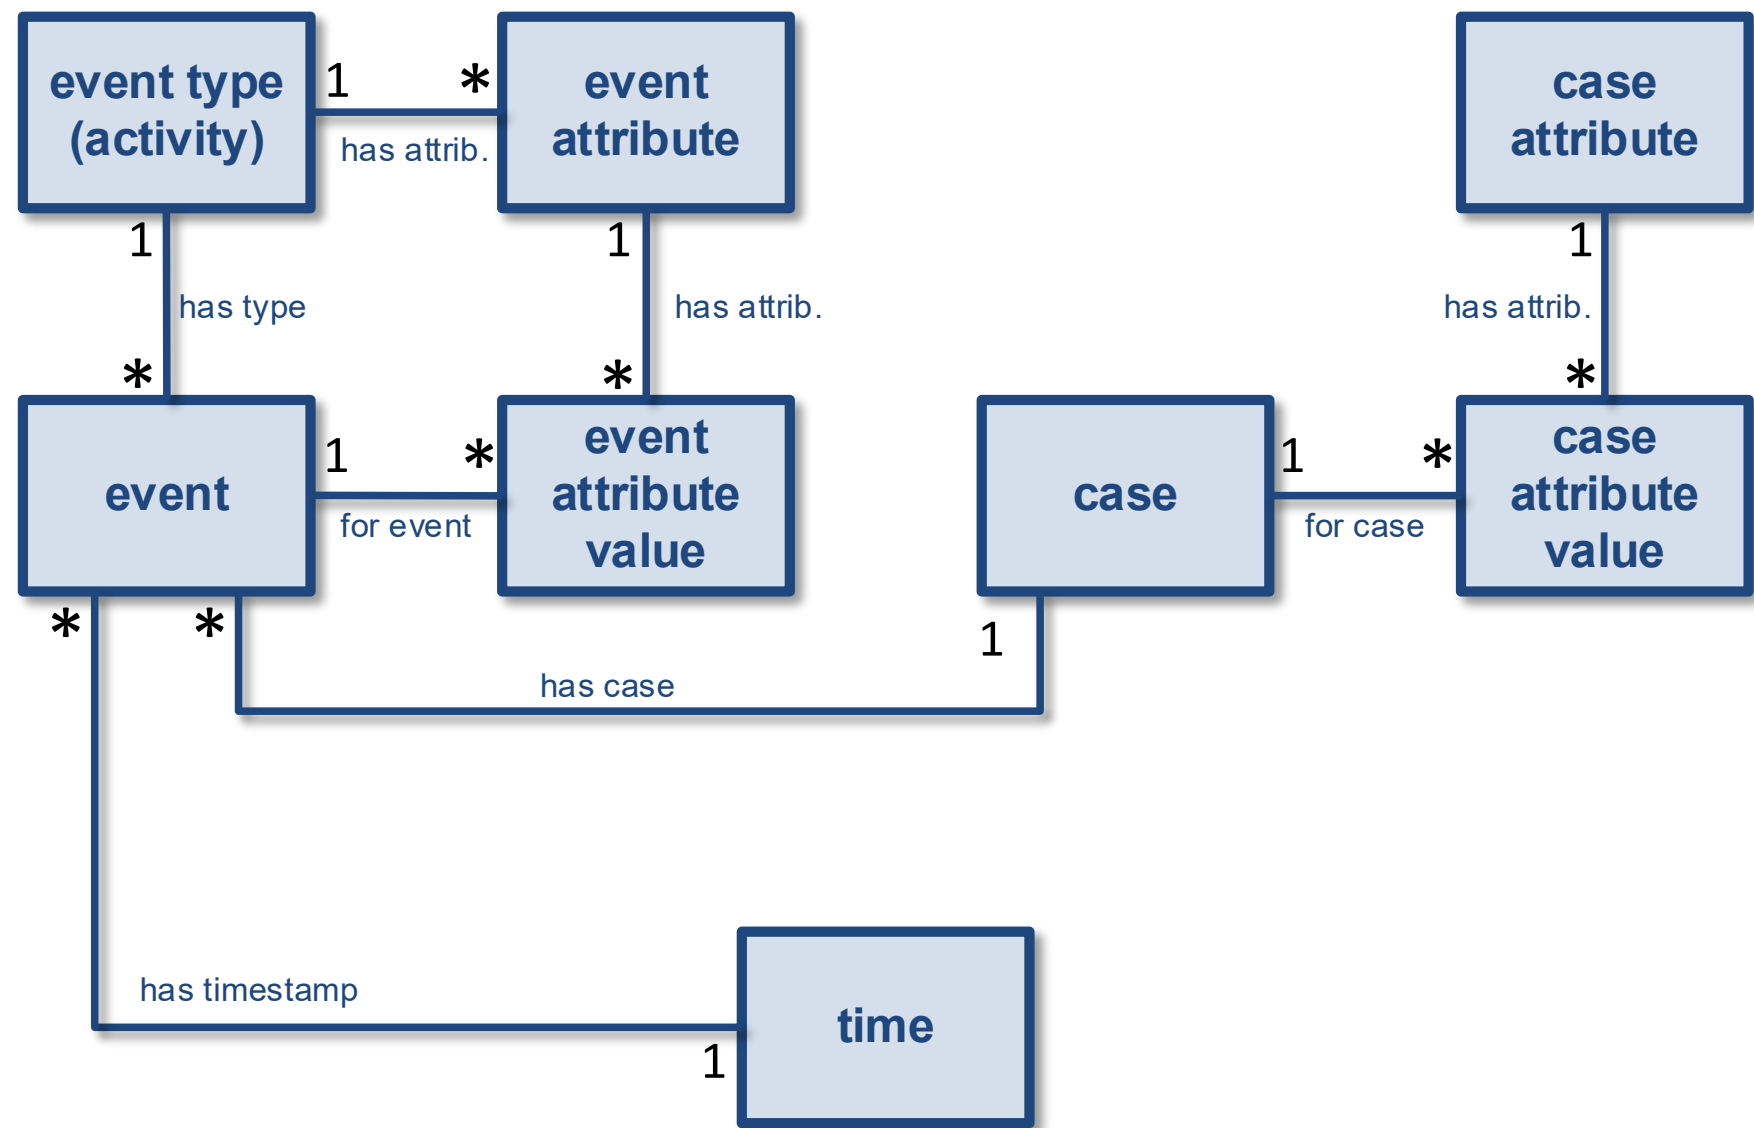 event type
(activity)
1
*
has attrib.
event
attribute
case
attribute
1
has type
*
1
has attrib.
*
1
has attrib.
*
event
1
*
for event
event
attribute
value
case
1
*
for case
case
attribute
value
*
*
1
has case
has timestamp
1
time